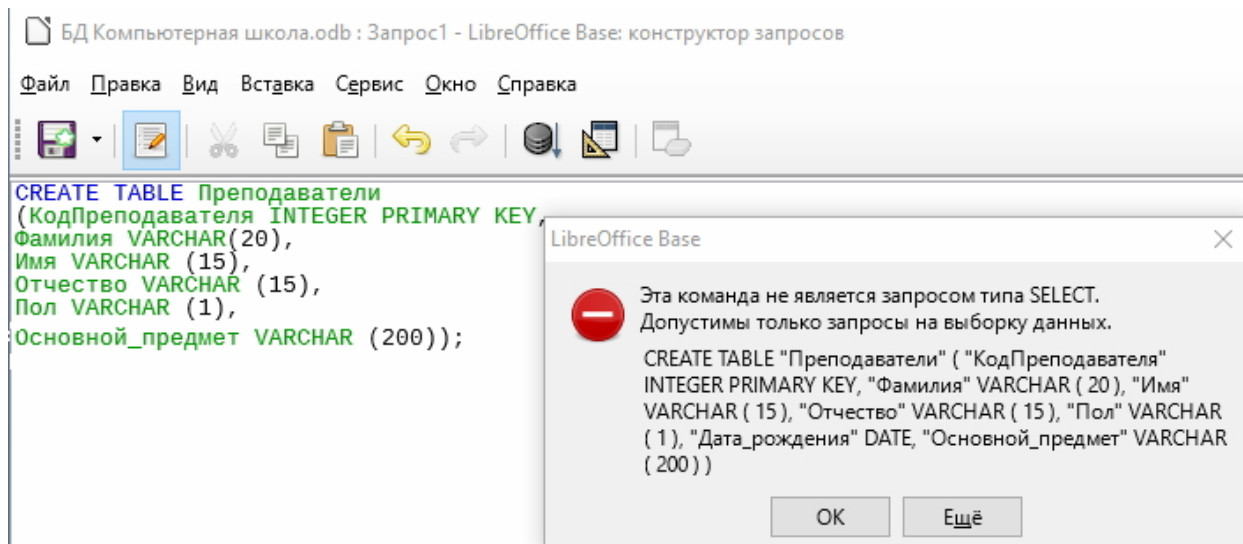 БД Компьютерная школа.odb : Запрос1 - LibreOffice Base: конструктор запросов
Файл Правка Вид Вставка Сервис Окно Справка
CREATE TABLE Преподаватели
(КодПреподавателя INTEGER PRIMARY KEY,
Фамилия VARCHAR(20),
Имя VARCHAR (15),
Отчество VARCHAR (15),
Пол VARCHAR (1),
Основной_предмет VARCHAR (200));
LibreOffice Base
Эта команда не является запросом типа SELECT.
Допустимы только запросы на выборку данных.
CREATE TABLE "Преподаватели" ( "КодПреподавателя"
INTEGER PRIMARY KEY, "Фамилия" VARCHAR ( 20 ), "Имя"
VARCHAR ( 15 ), "Отчество" VARCHAR ( 15 ), "Пол" VARCHAR
( 1 ), "Дата_рождения" DATE, "Основной_предмет" VARCHAR
( 200 ) )
ОК
Ещё